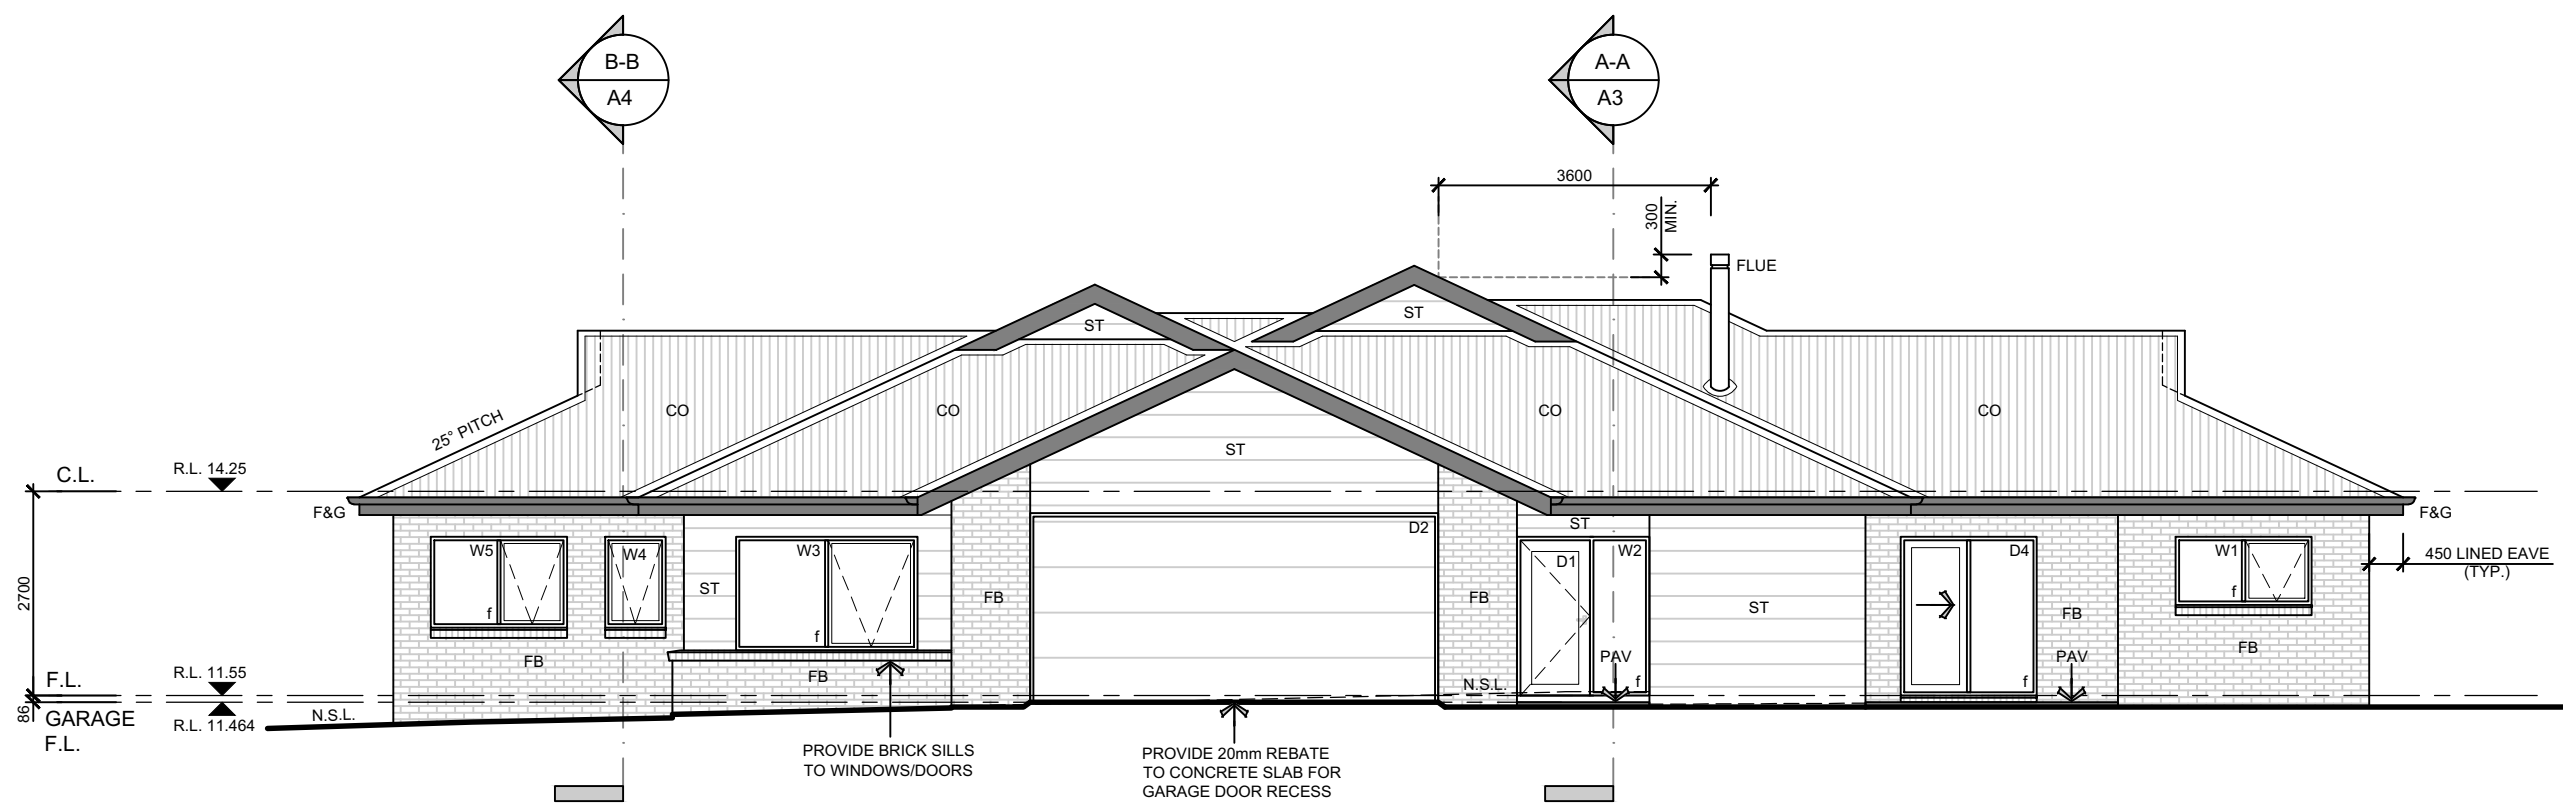 B-B
A4
A-A
A3
3600
300
MIN.
FLUE
ST
ST
CO
CO
CO
CO
25° PITCH
ST
C.L.
R.L. 14.25
F&G
F&G
450 LINED EAVE
(TYP.)
2700
W5
f
W4
W3
f
ST
FB
FB
FB
D2
FB
ST
D1
W2
f
PAV
ST
D4
f
FB
PAV
W1
f
FB
F.L.
R.L. 11.55
86
GARAGE
F.L.
R.L. 11.464
N.S.L.
N.S.L.
PROVIDE BRICK SILLS
TO WINDOWS/DOORS
PROVIDE 20mm REBATE
TO CONCRETE SLAB FOR
GARAGE DOOR RECESS